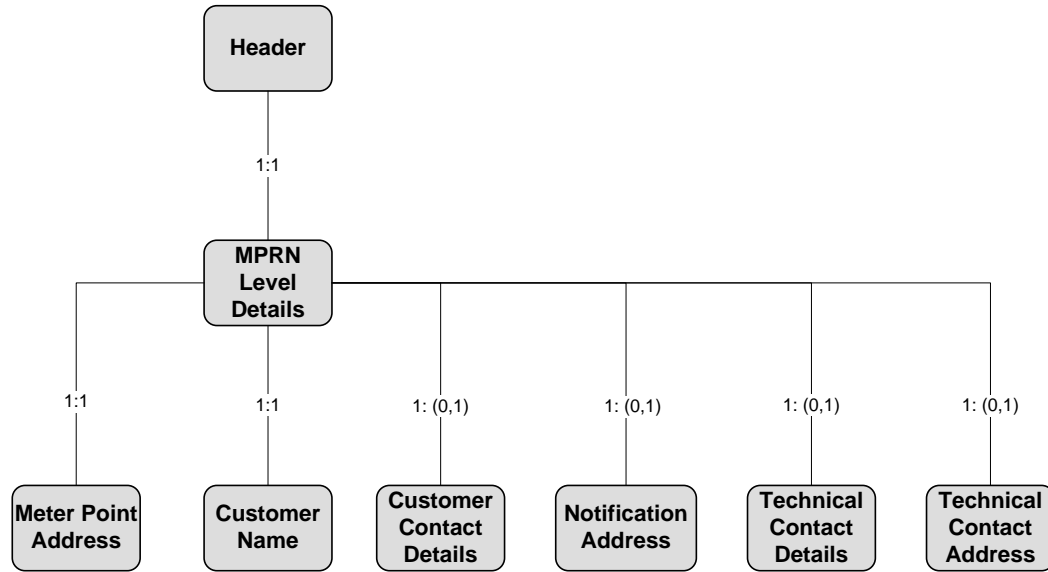 Header
1:1
MPRN
Level
Details
1:1
1:1
1: (0,1)
1: (0,1)
1: (0,1)
1: (0,1)
Meter Point
Address
Customer
Name
Customer
Contact
Details
Notification
Address
Technical
Contact
Details
Technical
Contact
Address